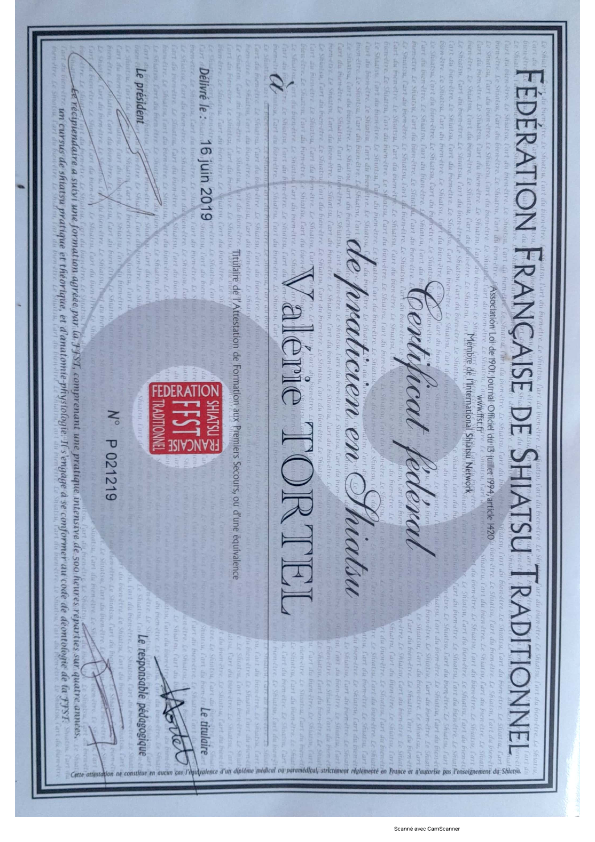 FÉDÉRATION FRANÇAISE DE SHIATSU TRADITIONNEL
Association Loi de 1901: Journal Officiel du 13 juillet 1994, article 1420
www.ffst.fr
Membre de l'International Shiatsu Network
Certificat fédéral
de praticien en Shiatsu
à Valérie TORTEL
Titulaire de l'Attestation de Formation aux Premiers Secours, ou d'une équivalence
Délivré le : 16 juin 2019
Le titulaire
Le président
FEDERATION
SHIATSU
FFST
FRANÇAISE
TRADITIONNEL
Le responsable pédagogique
N° P 021219
Le récipiendaire a suivi une formation agréée par la FFST, comprenant une pratique intensive de 500 heures réparties sur quatre années,
un cursus de shiatsu pratique et théorique, et d'anatomie-physiologie. Il s'engage à se conformer au code de déontologie de la FFST.
Cette attestation ne constitue en aucun cas l'équivalence d'un diplôme médical ou paramédical, strictement réglementé en France et n'autorise pas l'enseignement du Shiatsu.
Scanné avec CamScanner